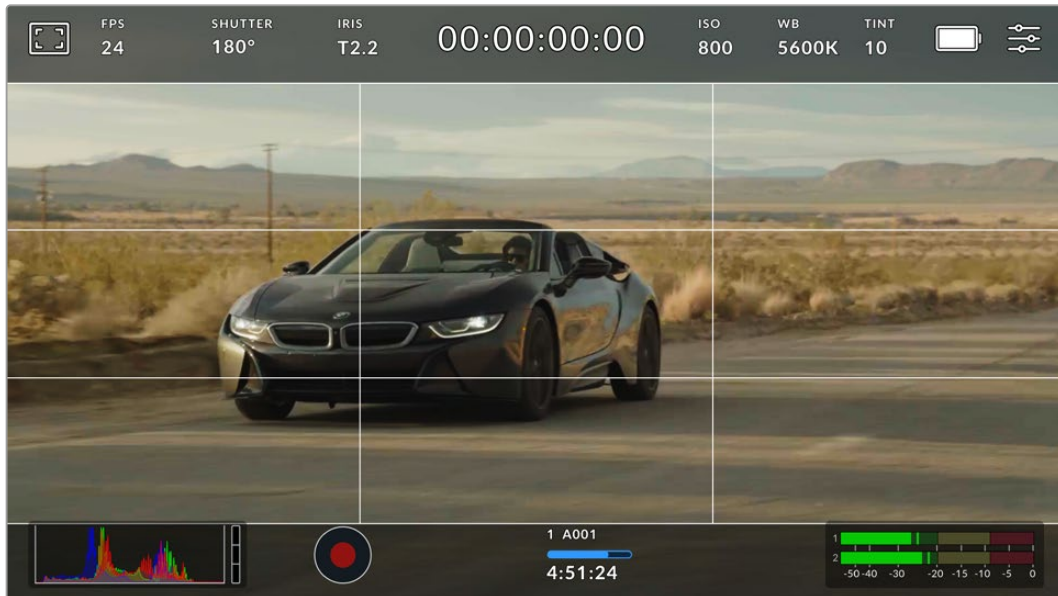 FPS SHUTTER IRIS 00:00:00:00 ISO WB TINT
24 180° T2.2 800 5600K 10
1 A001
4:51:24
1
2
-50 -40 -30 -20 -15 -10 -5 0